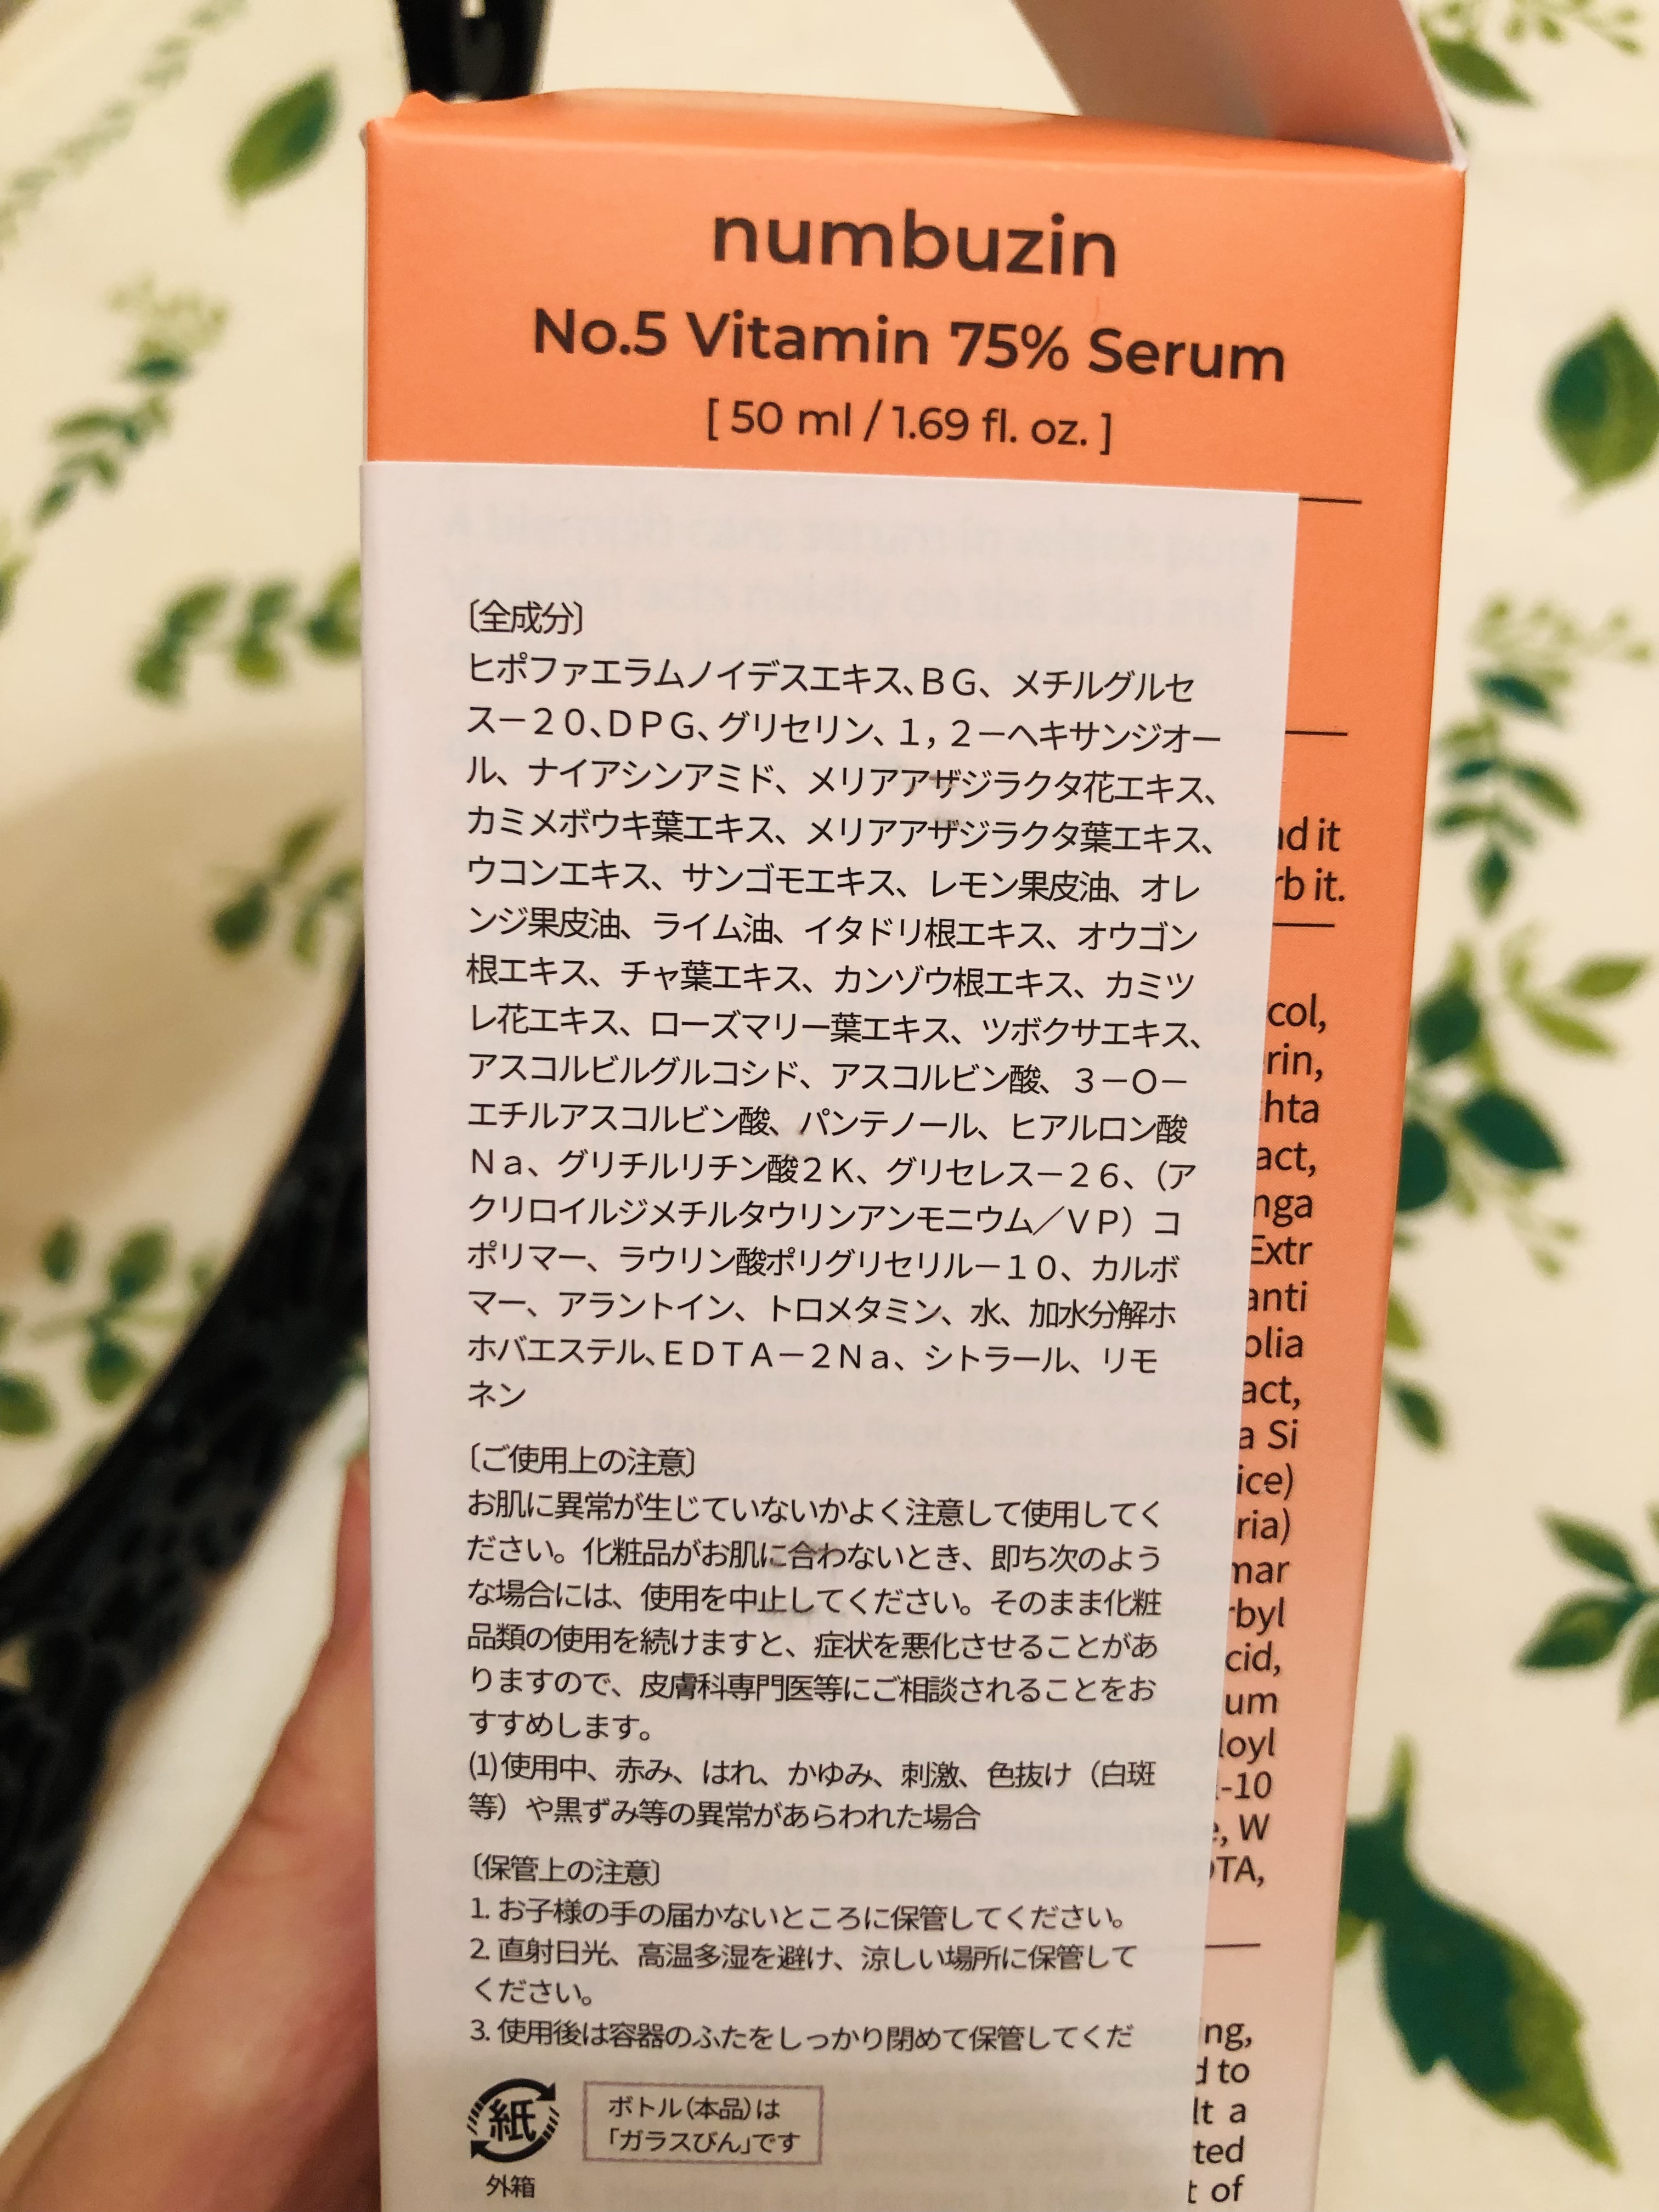 numbuzin
No.5 Vitamin 75% Serum
[ 50 ml / 1.69 fl. oz. ]
〔全成分〕
ヒポファエラムノイデスエキス、ＢＧ、メチルグルセ
ス－２０、ＤＰＧ、グリセリン、１，２－ヘキサンジオー
ル、ナイアシンアミド、メリアアザジラクタ花エキス、
カミメボウキ葉エキス、メリアアザジラクタ葉エキス、
ウコンエキス、サンゴモエキス、レモン果皮油、オレ
ンジ果皮油、ライム油、イタドリ根エキス、オウゴン
根エキス、チャ葉エキス、カンゾウ根エキス、カミツ
レ花エキス、ローズマリー葉エキス、ツボクサエキス、
アスコルビルグルコシド、アスコルビン酸、３－Ｏ－
エチルアスコルビン酸、パンテノール、ヒアルロン酸
Ｎａ、グリチルリチン酸２Ｋ、グリセレス－２６、（ア
クリロイルジメチルタウリンアンモニウム／ＶＰ）コ
ポリマー、ラウリン酸ポリグリセリル－１０、カルボ
マー、アラントイン、トロメタミン、水、加水分解ホ
ホバエステル、ＥＤＴＡ－２Ｎａ、シトラール、リモ
ネン
〔ご使用上の注意〕
お肌に異常が生じていないかよく注意して使用してく
ださい。化粧品がお肌に合わないとき、即ち次のよう
な場合には、使用を中止してください。そのまま化粧
品類の使用を続けますと、症状を悪化させることがあ
りますので、皮膚科専門医等にご相談されることをお
すすめします。
(1)使用中、赤み、はれ、かゆみ、刺激、色抜け（白斑
等）や黒ずみ等の異常があらわれた場合
〔保管上の注意〕
1. お子様の手の届かないところに保管してください。
2. 直射日光、高温多湿を避け、涼しい場所に保管して
ください。
3. 使用後は容器のふたをしっかり閉めて保管してくだ
紙
外箱
ボトル（本品）は
「ガラスびん」です
d it
rb it.
col,
rin,
hta
act,
nga
Extr
anti
olia
act,
a Si
ice)
ria)
mar
rbyl
cid,
um
loyl
-10
, W
DTA,
ng,
d to
lt a
ted
t of